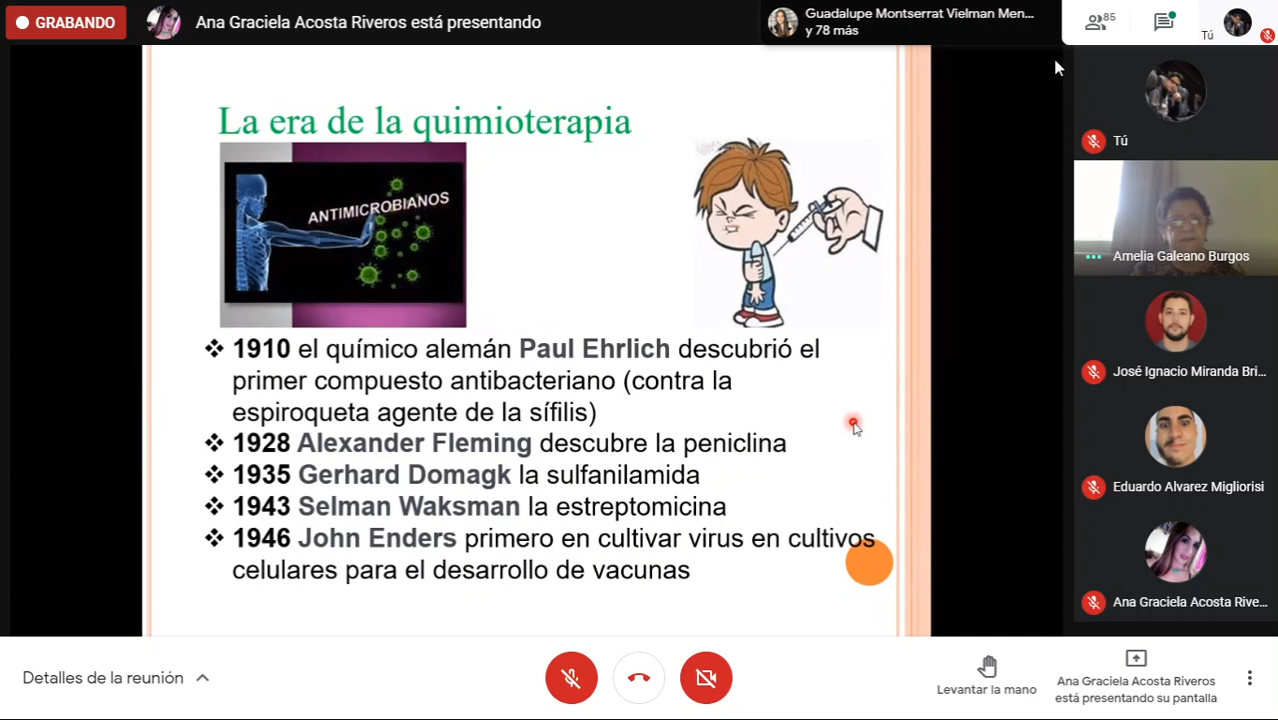 GRABANDO
Ana Graciela Acosta Riveros está presentando
Guadalupe Montserrat Vielman Men...
y 78 más
85
Tú
La era de la quimioterapia
ANTIMICROBIANOS
❖ 1910 el químico alemán Paul Ehrlich descubrió el
primer compuesto antibacteriano (contra la
espiroqueta agente de la sífilis)
❖ 1928 Alexander Fleming descubre la peniclina
❖ 1935 Gerhard Domagk la sulfanilamida
❖ 1943 Selman Waksman la estreptomicina
❖ 1946 John Enders primero en cultivar virus en cultivos
celulares para el desarrollo de vacunas
Tú
Amelia Galeano Burgos
José Ignacio Miranda Bri...
Eduardo Alvarez Migliorisi
Ana Graciela Acosta Rive...
Detalles de la reunión
Levantar la mano
Ana Graciela Acosta Riveros
está presentando su pantalla